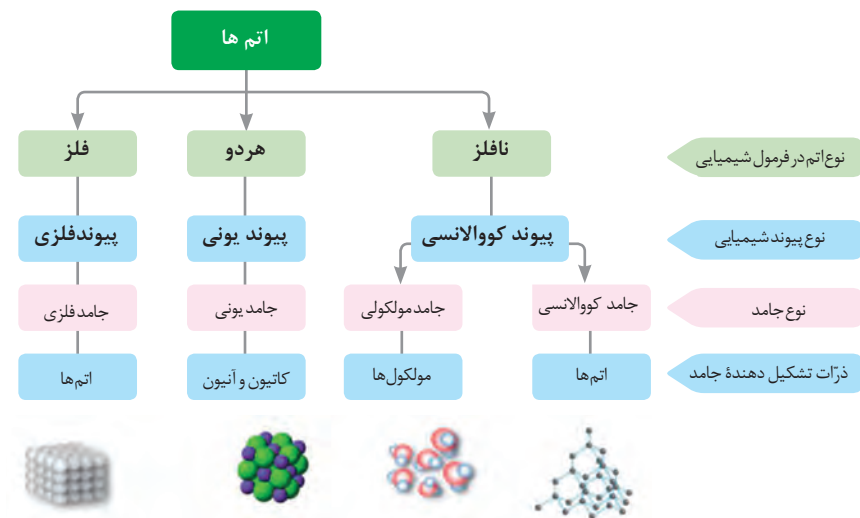 اتم ها
نافلز
هردو
فلز
نوع اتم در فرمول شیمیایی
پیوند کووالانسی
پیوند یونی
پیوندفلزی
نوع پیوند شیمیایی
جامد کووالانسی
جامد مولکولی
جامد یونی
جامد فلزی
نوع جامد
اتم‌ها
مولکول‌ها
کاتیون و آنیون
اتم‌ها
ذرّات تشکیل دهندهٔ جامد